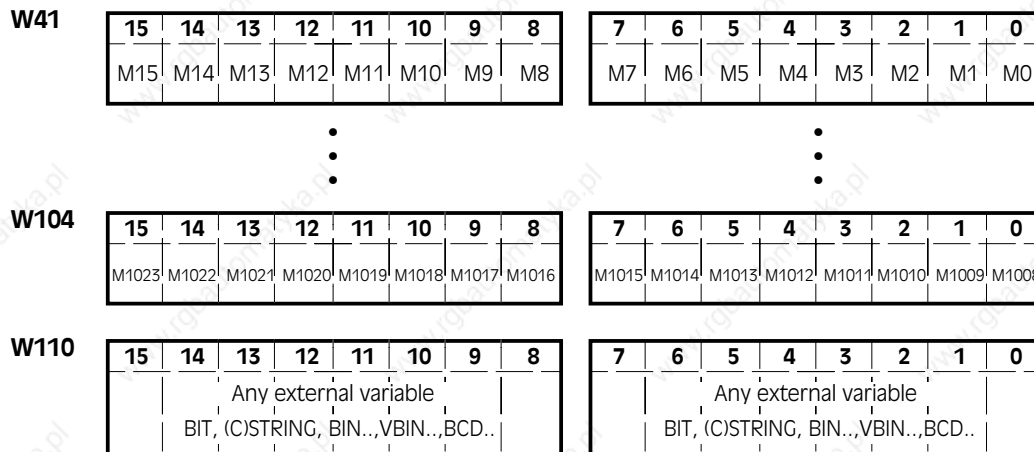 W41
15 14 13 12 11 10 9 8 7 6 5 4 3 2 1 0
M15 M14 M13 M12 M11 M10 M9 M8 M7 M6 M5 M4 M3 M2 M1 M0
W104
15 14 13 12 11 10 9 8 7 6 5 4 3 2 1 0
M1023 M1022 M1021 M1020 M1019 M1018 M1017 M1016 M1015 M1014 M1013 M1012 M1011 M1010 M1009 M1008
W110
15 14 13 12 11 10 9 8 7 6 5 4 3 2 1 0
Any external variable Any external variable
BIT, (C)STRING, BIN..,VBIN..,BCD.. BIT, (C)STRING, BIN..,VBIN..,BCD..